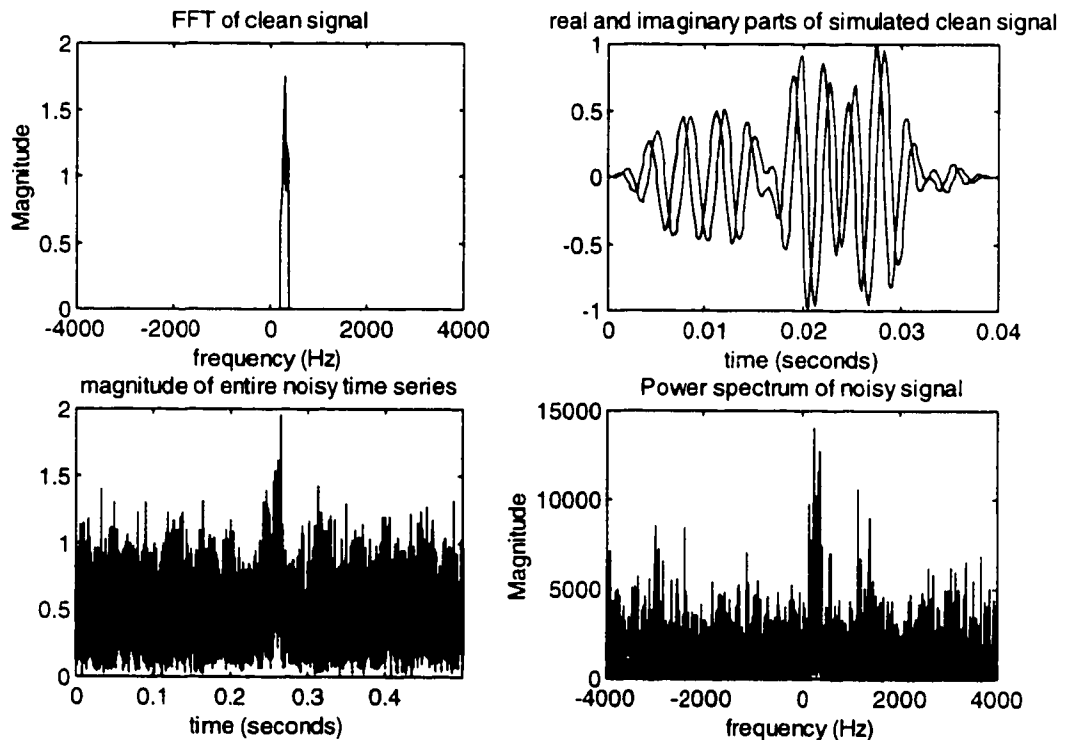 FFT of clean signal
2
1.5
1
0.5
0
Magnitude
-4000 -2000 0 2000 4000
frequency (Hz)
real and imaginary parts of simulated clean signal
1
0.5
0
-0.5
-1
0 0.01 0.02 0.03 0.04
time (seconds)
magnitude of entire noisy time series
2
1.5
1
0.5
0
0 0.1 0.2 0.3 0.4
time (seconds)
Power spectrum of noisy signal
15000
10000
5000
0
Magnitude
-4000 -2000 0 2000 4000
frequency (Hz)